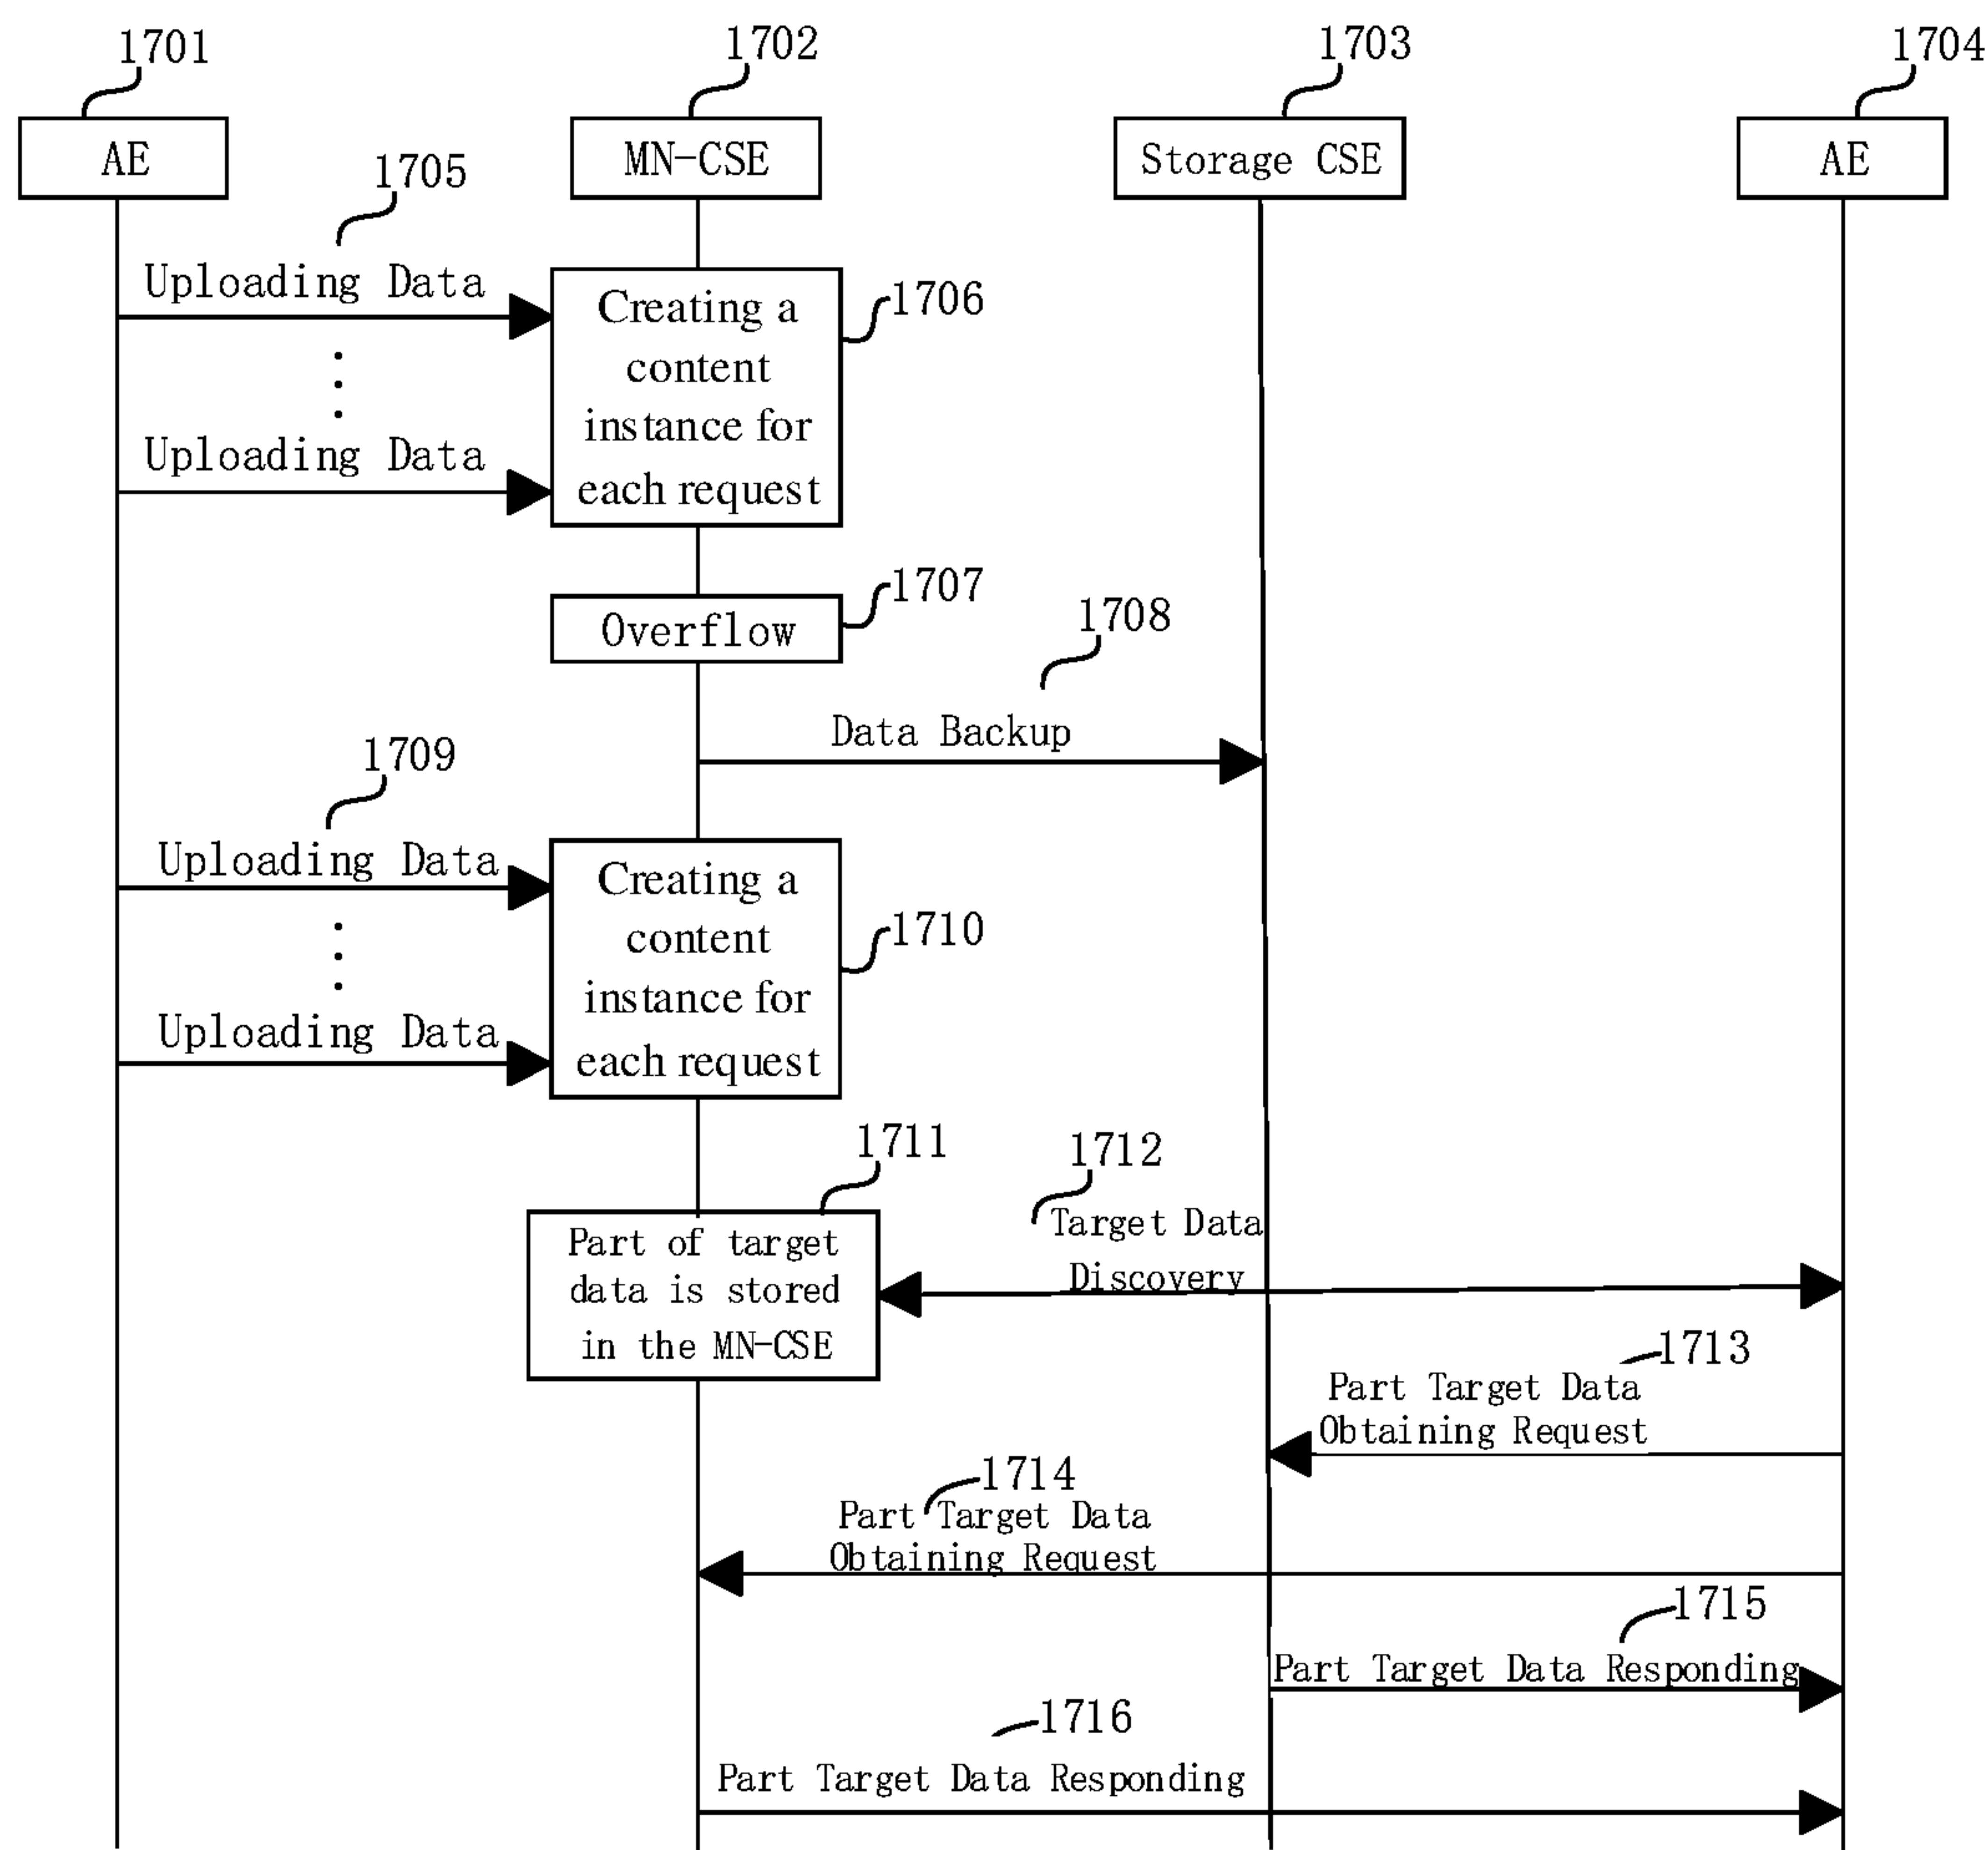 1701
1702
1703
1704
AE
MN-CSE
Storage CSE
AE
1705
Uploading Data
Creating a
content
instance for
each request
1706
Uploading Data
Overflow
1707
1708
Data Backup
1709
Uploading Data
Creating a
content
instance for
each request
1710
Uploading Data
1711
1712
Part of target
data is stored
in the MN-CSE
Target Data
Discovery
1713
Part Target Data
Obtaining Request
1714
Part Target Data
Obtaining Request
1715
Part Target Data Responding
1716
Part Target Data Responding